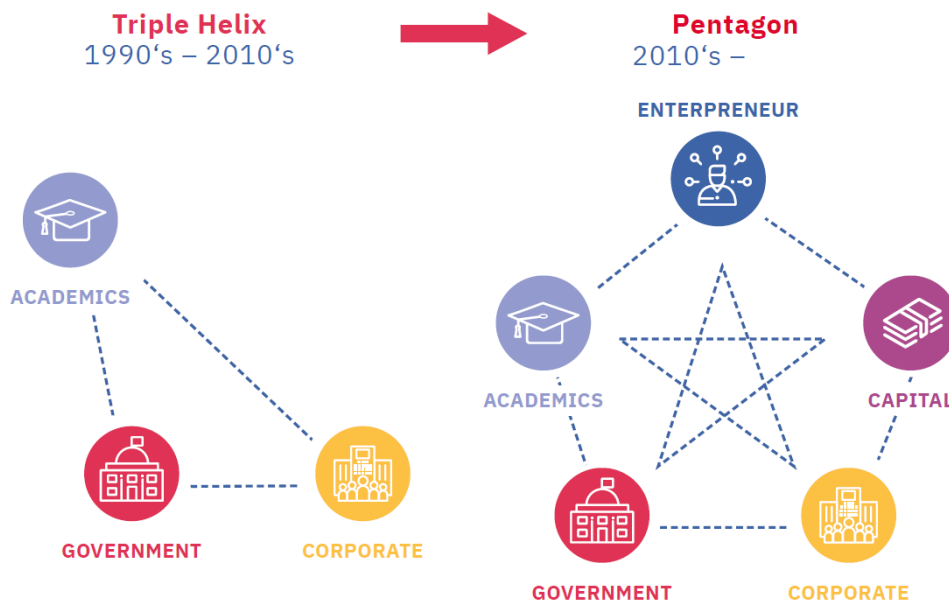 Triple Helix
1990‘s – 2010‘s
Pentagon
2010‘s –
ENTERPRENEUR
ACADEMICS
GOVERNMENT
CORPORATE
ACADEMICS
CAPITAL
GOVERNMENT
CORPORATE